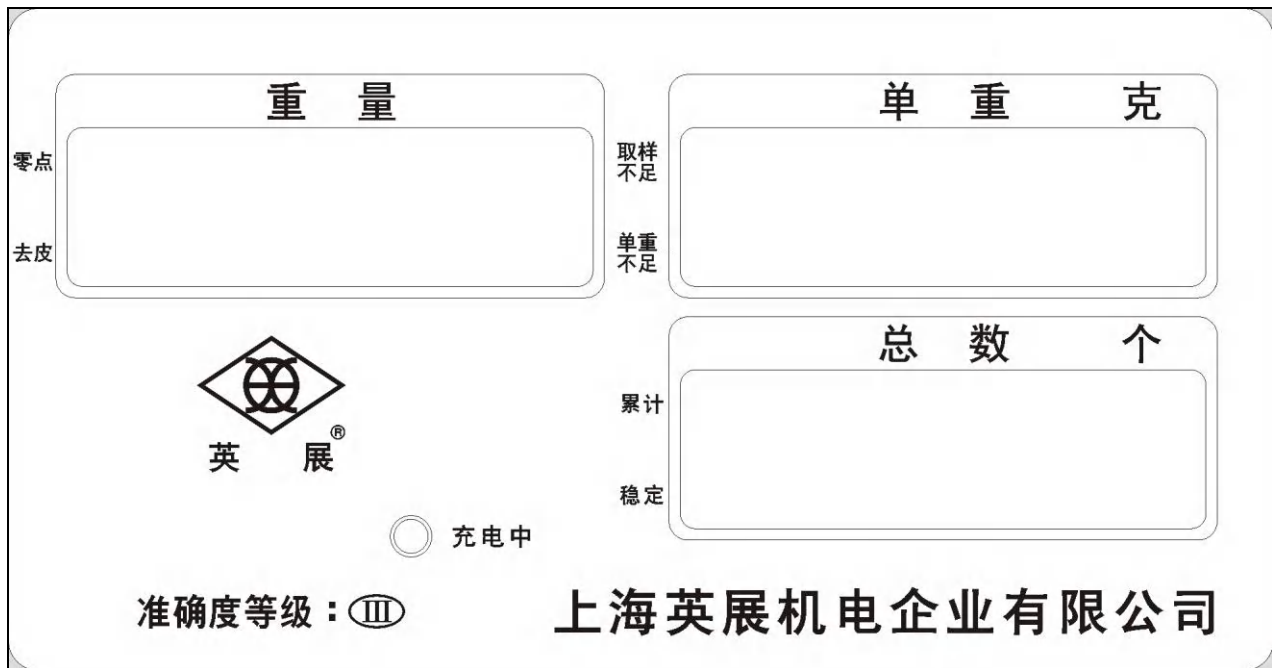 重 量
零点
去皮
单 重 克
取样
不足
单重
不足
总 数 个
累计
稳定
英 展®
充电中
准确度等级：Ⅲ
上海英展机电企业有限公司